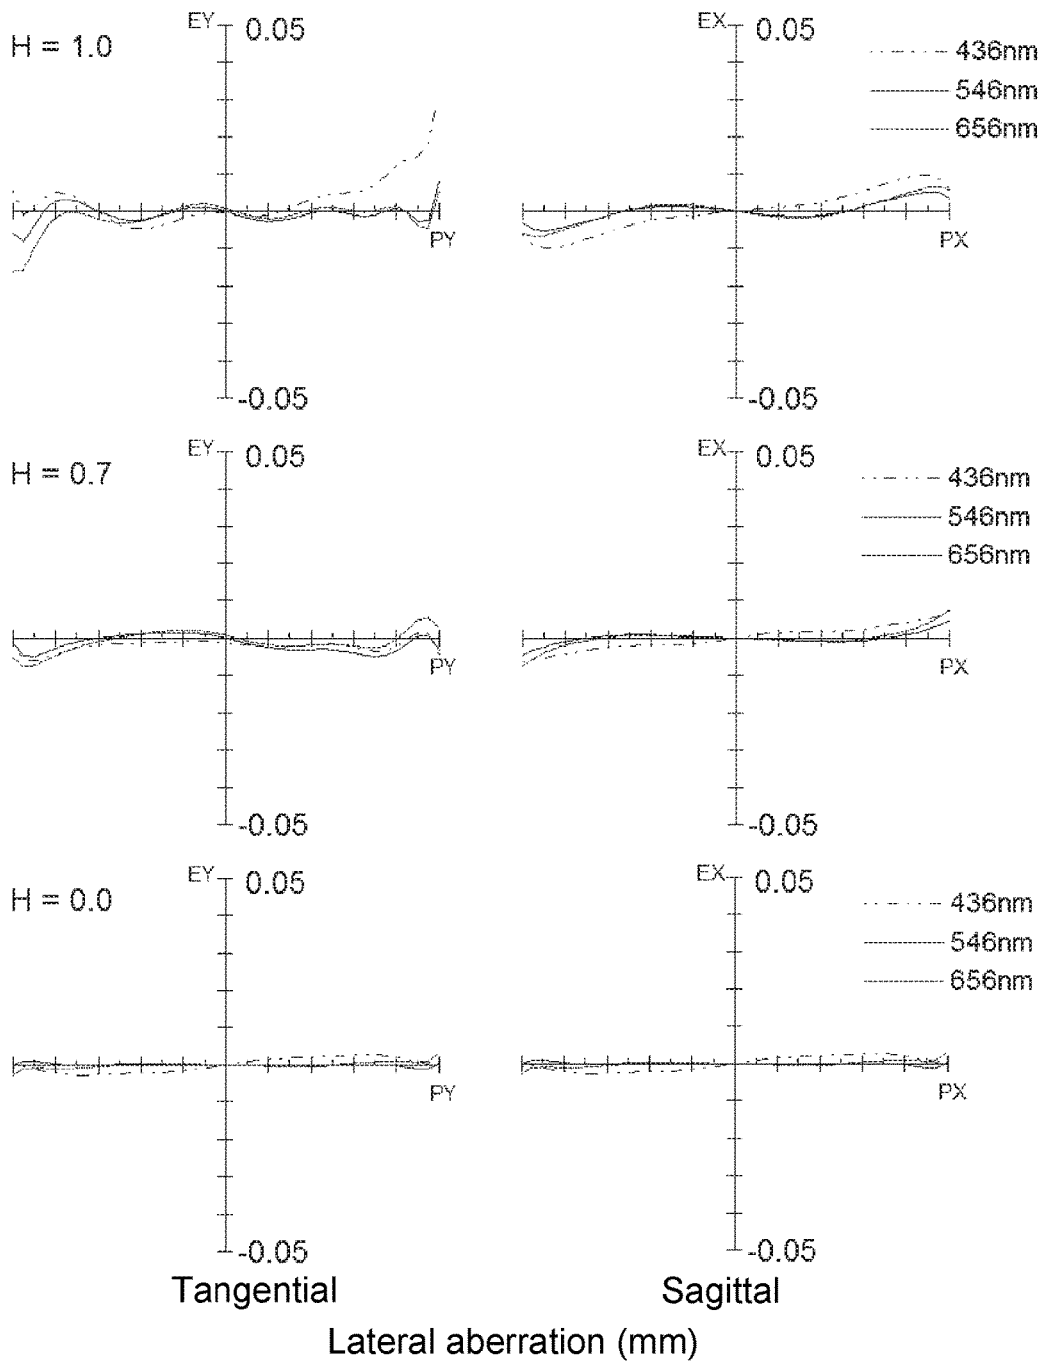 H = 1.0
EY
0.05
PY
-0.05
EX
0.05
PX
-0.05
436nm
546nm
656nm
H = 0.7
EY
0.05
PY
-0.05
EX
0.05
PX
-0.05
436nm
546nm
656nm
H = 0.0
EY
0.05
PY
-0.05
EX
0.05
PX
-0.05
436nm
546nm
656nm
Tangential
Sagittal
Lateral aberration (mm)